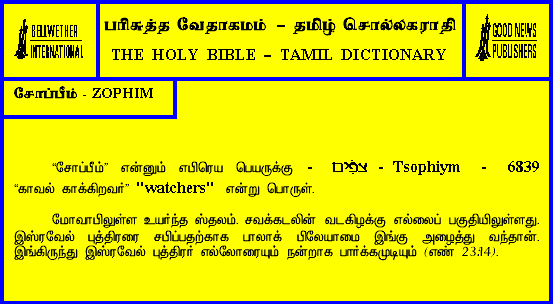 BELLWETHER
INTERNATIONAL
பரிசுத்த வேதாகமம் – தமிழ் சொல்லகராதி
THE HOLY BIBLE – TAMIL DICTIONARY
GOOD NEWS
PUBLISHERS
சோப்பீம் - ZOPHIM
“சோப்பீம்” என்னும் எபிரெய பெயருக்கு - צפים - Tsophiym - 6839
“காவல் காக்கிறவர்” "watchers" என்று பொருள்.
மோவாபிலுள்ள உயர்ந்த ஸ்தலம். சவக்கடலின் வடகிழக்கு எல்லைப் பகுதியிலுள்ளது.
இஸ்ரவேல் புத்திரரை சபிப்பதற்காக பாலாக் பிலேயாமை இங்கு அழைத்து வந்தான்.
இங்கிருந்து இஸ்ரவேல் புத்திரர் எல்லோரையும் நன்றாக பார்க்கமுடியும் (எண் 23:14).